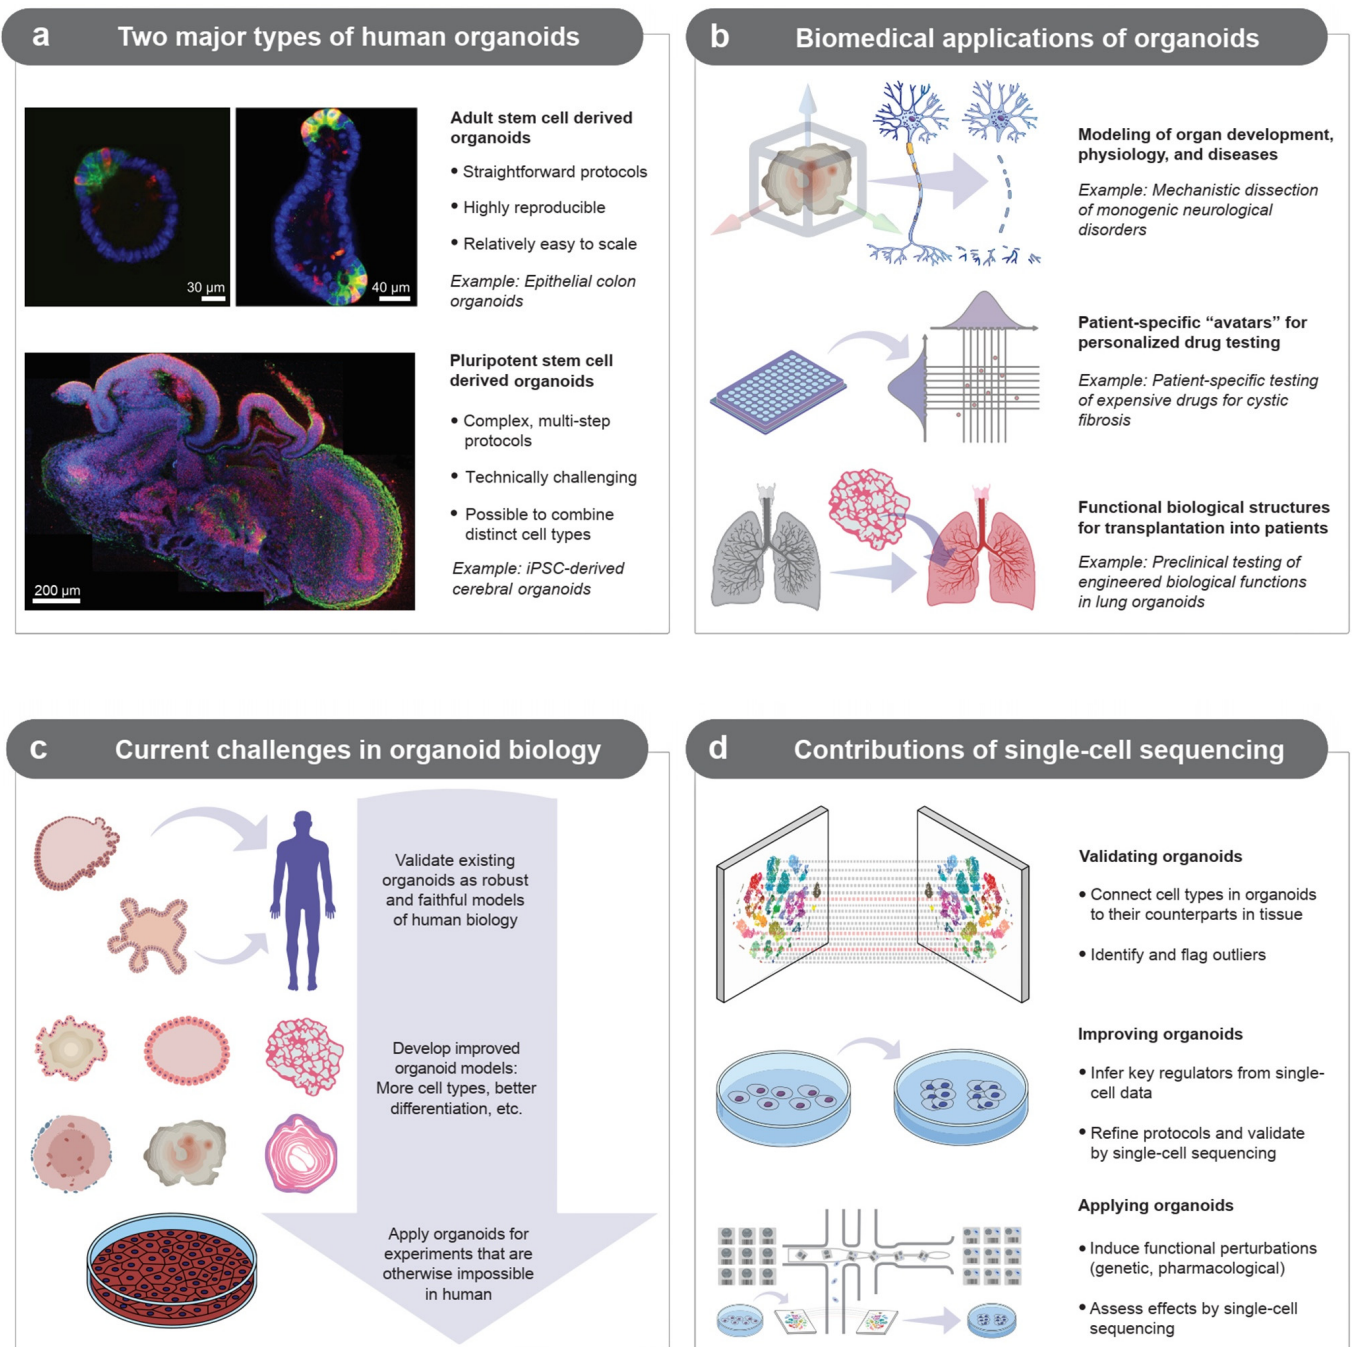 a Two major types of human organoids
30 µm
40 µm
Adult stem cell derived
organoids
• Straightforward protocols
• Highly reproducible
• Relatively easy to scale
Example: Epithelial colon
organoids
200 µm
Pluripotent stem cell
derived organoids
• Complex, multi-step
protocols
• Technically challenging
• Possible to combine
distinct cell types
Example: iPSC-derived
cerebral organoids
b Biomedical applications of organoids
Modeling of organ development,
physiology, and diseases
Example: Mechanistic dissection
of monogenic neurological
disorders
Patient-specific “avatars” for
personalized drug testing
Example: Patient-specific testing
of expensive drugs for cystic
fibrosis
Functional biological structures
for transplantation into patients
Example: Preclinical testing of
engineered biological functions
in lung organoids
c Current challenges in organoid biology
Validate existing
organoids as robust
and faithful models
of human biology
Develop improved
organoid models:
More cell types, better
differentiation, etc.
Apply organoids for
experiments that are
otherwise impossible
in human
d Contributions of single-cell sequencing
Validating organoids
• Connect cell types in organoids
to their counterparts in tissue
• Identify and flag outliers
Improving organoids
• Infer key regulators from single-
cell data
• Refine protocols and validate
by single-cell sequencing
Applying organoids
• Induce functional perturbations
(genetic, pharmacological)
• Assess effects by single-cell
sequencing